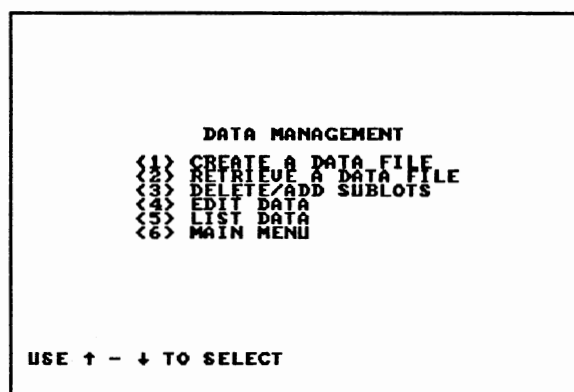 DATA MANAGEMENT
<1> CREATE A DATA FILE
<2> RETRIEVE A DATA FILE
<3> DELETE/ADD SUBLOTS
<4> EDIT DATA
<5> LIST DATA
<6> MAIN MENU
USE ↑ - ↓ TO SELECT